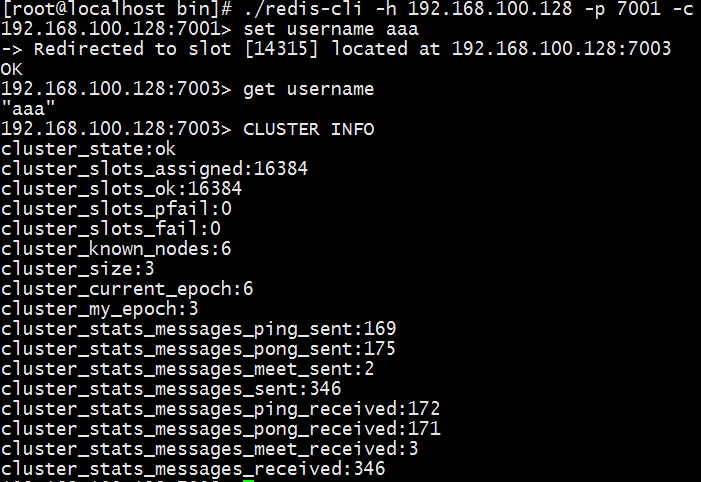 [root@localhost bin]# ./redis-cli -h 192.168.100.128 -p 7001 -c
192.168.100.128:7001> set username aaa
-> Redirected to slot [14315] located at 192.168.100.128:7003
OK
192.168.100.128:7003> get username
"aaa"
192.168.100.128:7003> CLUSTER INFO
cluster_state:ok
cluster_slots_assigned:16384
cluster_slots_ok:16384
cluster_slots_pfail:0
cluster_slots_fail:0
cluster_known_nodes:6
cluster_size:3
cluster_current_epoch:6
cluster_my_epoch:3
cluster_stats_messages_ping_sent:169
cluster_stats_messages_pong_sent:175
cluster_stats_messages_meet_sent:2
cluster_stats_messages_sent:346
cluster_stats_messages_ping_received:172
cluster_stats_messages_pong_received:171
cluster_stats_messages_meet_received:3
cluster_stats_messages_received:346